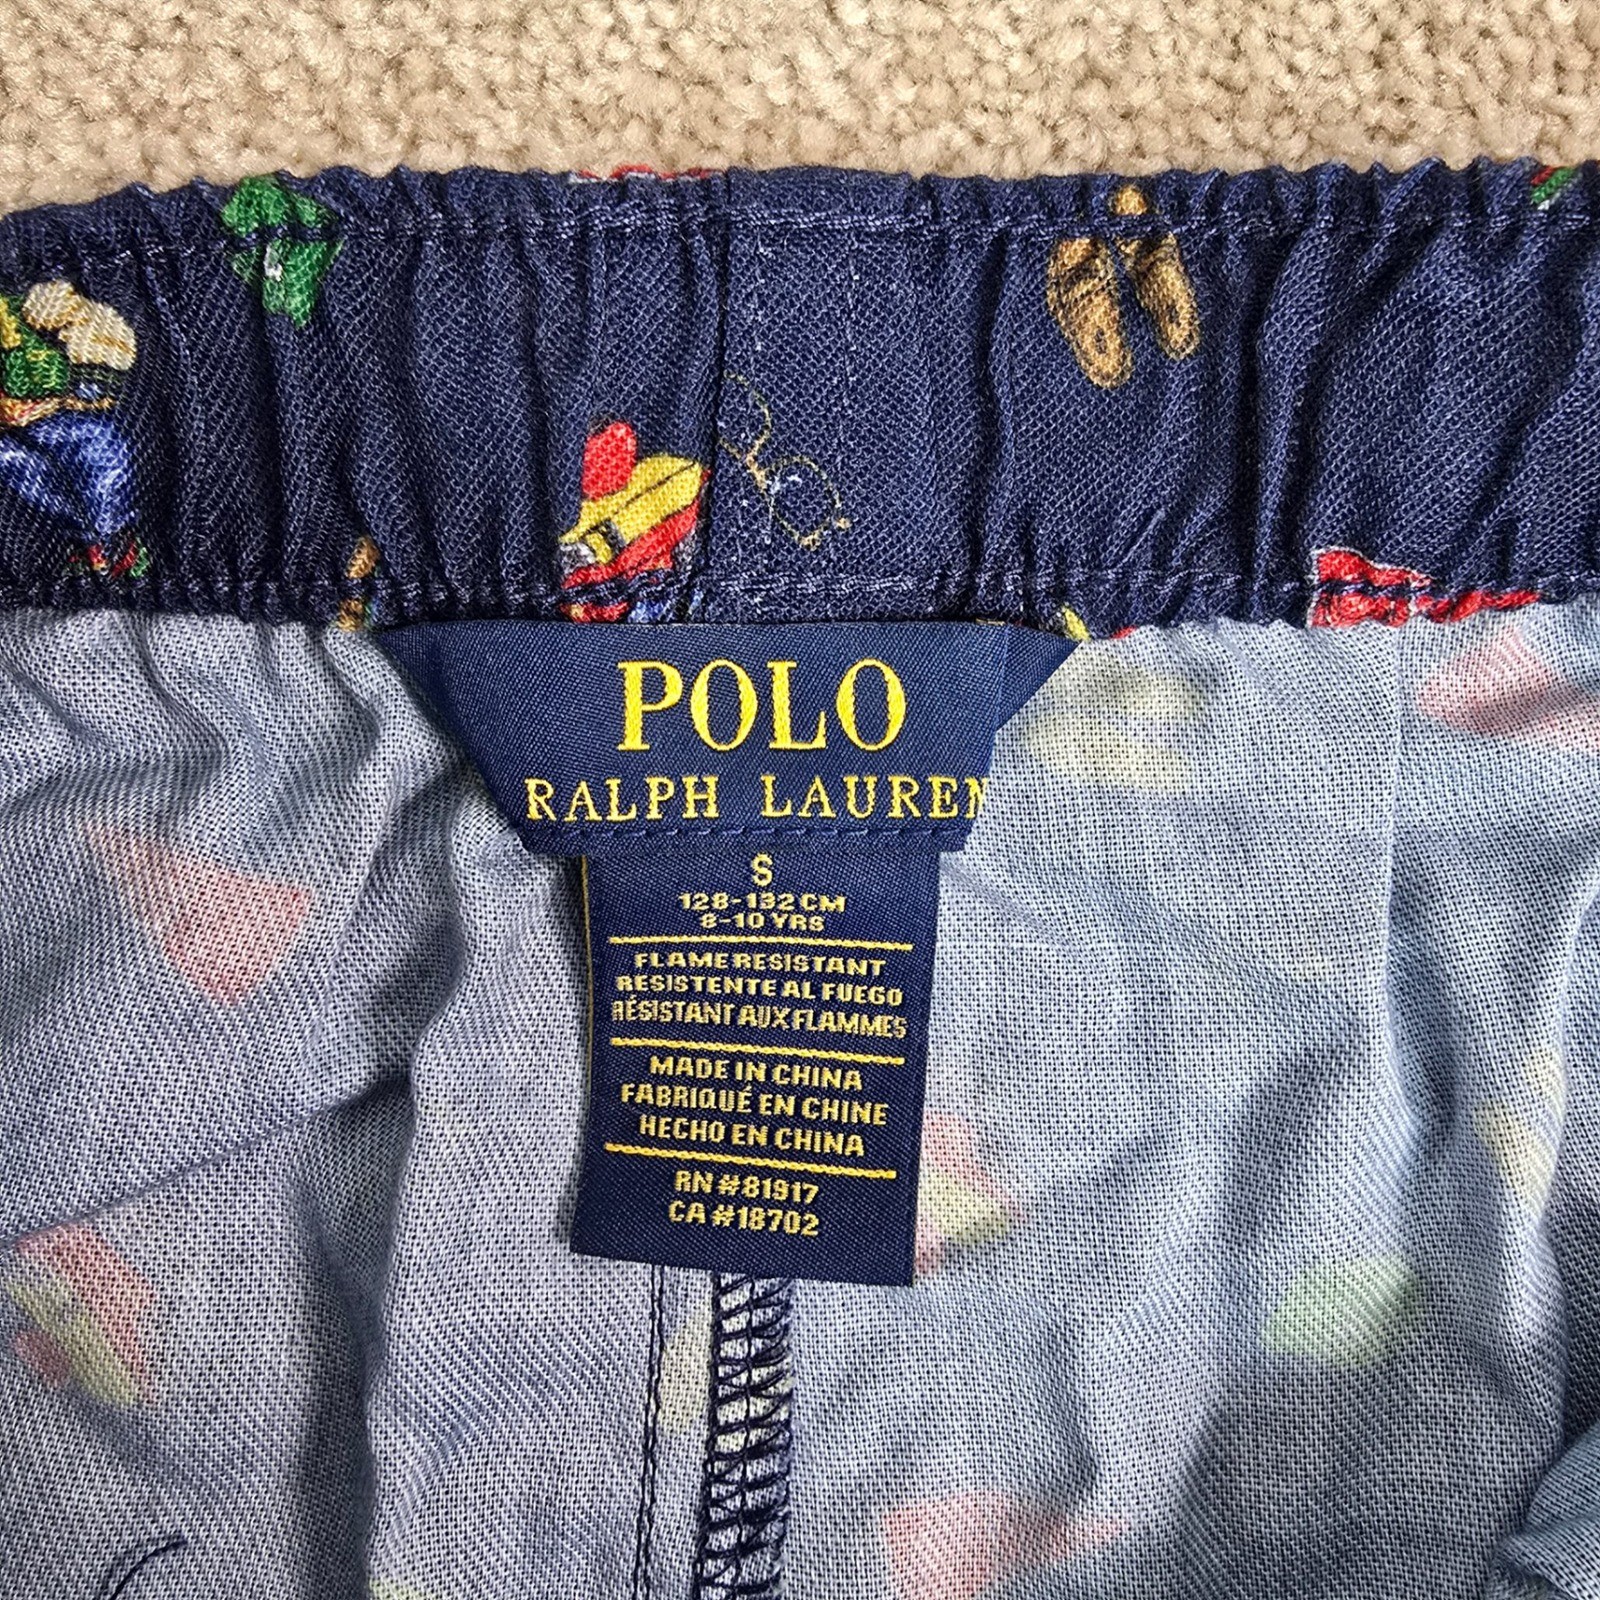 POLO
RALPH LAUREN
S
128-132 CM
8-10 YRS
FLAME RESISTANT
RESISTENTE AL FUEGO
RÉSISTANT AUX FLAMMES
MADE IN CHINA
FABRIQUÉ EN CHINE
HECHO EN CHINA
RN #81917
CA #18702